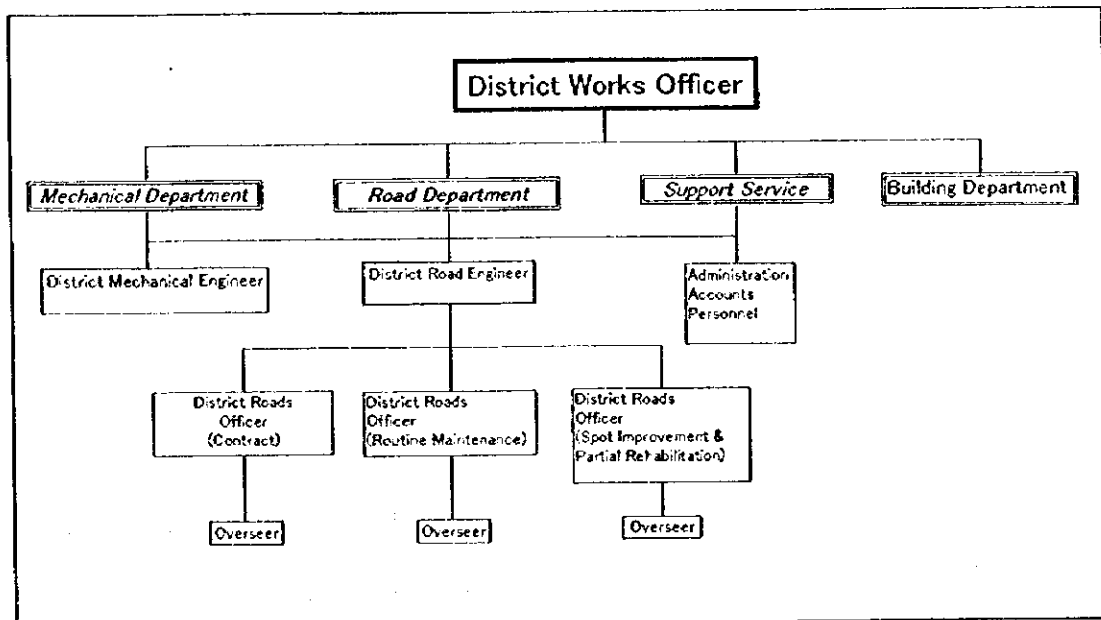 District Works Officer
Mechanical Department
Road Department
Support Service
Building Department
District Mechanical Engineer
District Road Engineer
Administration
Accounts
Personnel
District Roads
Officer
(Contract)
District Roads
Officer
(Routine Maintenance)
District Roads
Officer
(Spot Improvement &
Partial Rehabilitation)
Overseer
Overseer
Overseer